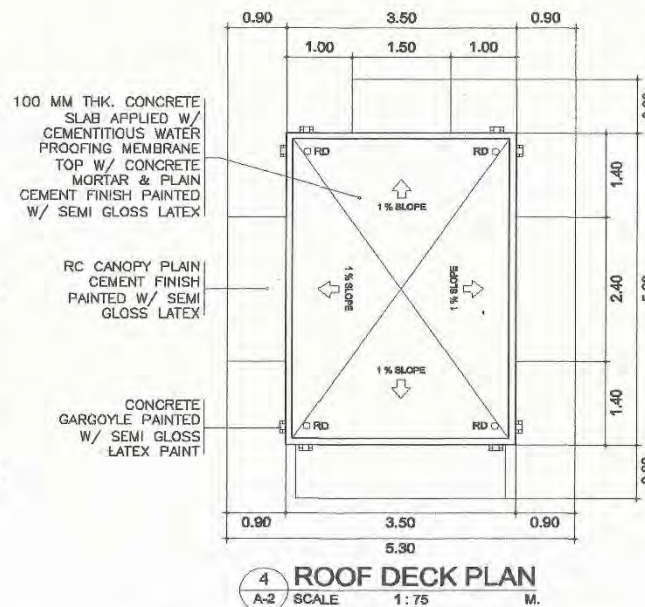 0.90 3.50 0.90
1.00 1.50 1.00
100 MM THK. CONCRETE
SLAB APPLIED W/
CEMENTITIOUS WATER
PROOFING MEMBRANE
TOP W/ CONCRETE
MORTAR & PLAIN
CEMENT FINISH PAINTED
W/ SEMI GLOSS LATEX
RD RD
1 % SLOPE
1.40
RC CANOPY PLAIN
CEMENT FINISH
PAINTED W/ SEMI
GLOSS LATEX
1 % SLOPE
1 % SLOPE
2.40
1 % SLOPE
CONCRETE
GARGOYLE PAINTED
W/ SEMI GLOSS
LATEX PAINT
RD RD
1.40
0.90 3.50 0.90
5.30
4 ROOF DECK PLAN
A-2 SCALE 1 : 75 M.